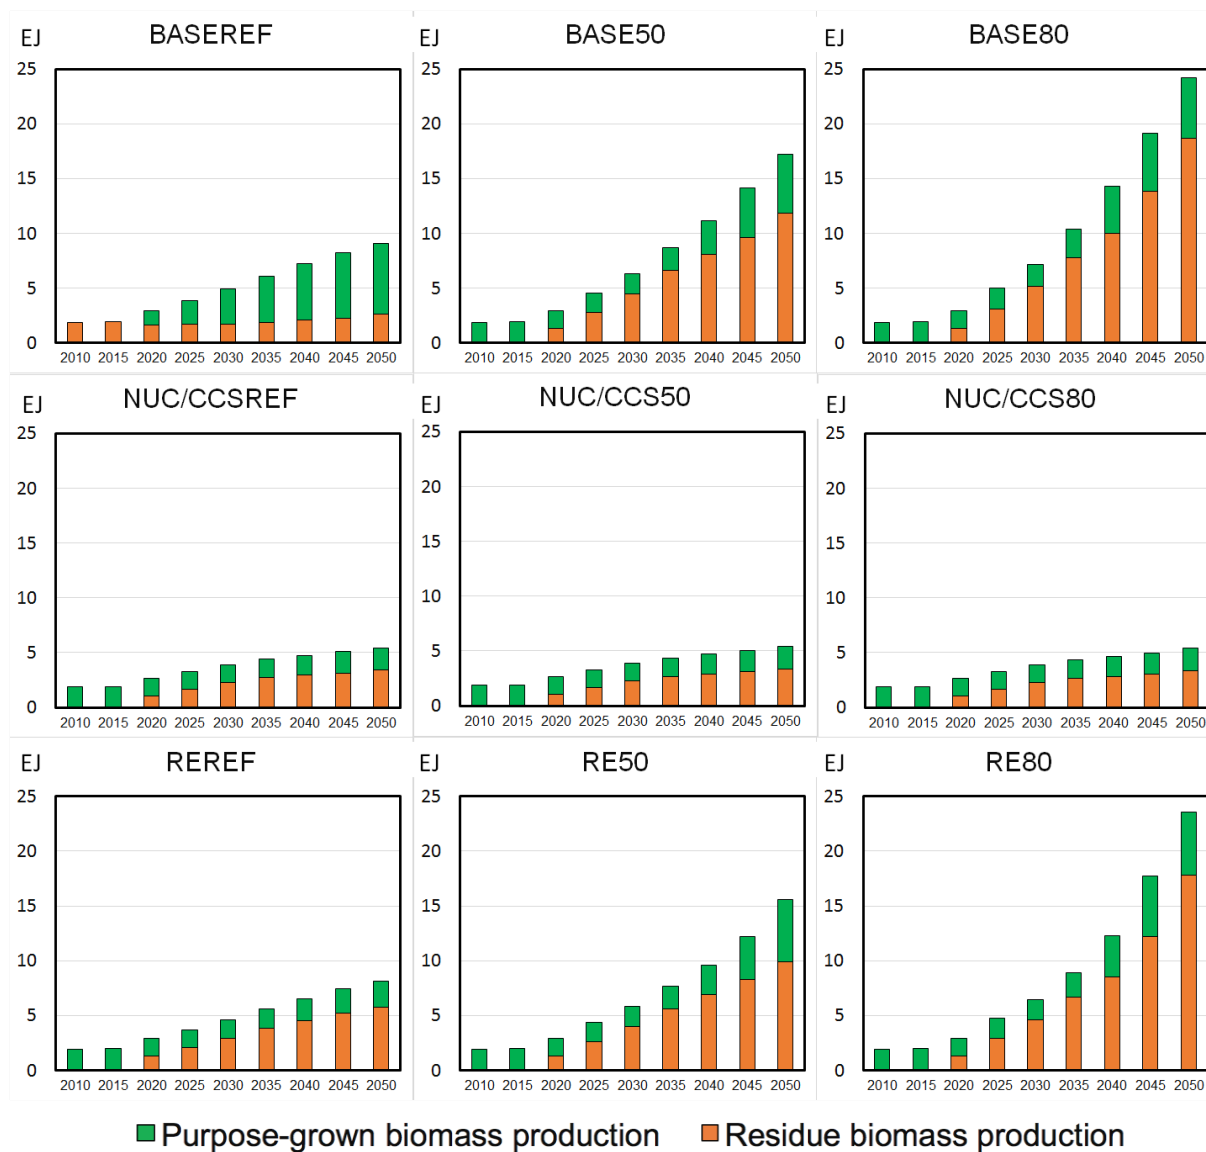 EJ BASEREF
25
20
15
10
5
0
2010 2015 2020 2025 2030 2035 2040 2045 2050
EJ BASE50
25
20
15
10
5
0
2010 2015 2020 2025 2030 2035 2040 2045 2050
EJ BASE80
25
20
15
10
5
0
2010 2015 2020 2025 2030 2035 2040 2045 2050
EJ NUC/CCSREF
25
20
15
10
5
0
2010 2015 2020 2025 2030 2035 2040 2045 2050
EJ NUC/CCS50
25
20
15
10
5
0
2010 2015 2020 2025 2030 2035 2040 2045 2050
EJ NUC/CCS80
25
20
15
10
5
0
2010 2015 2020 2025 2030 2035 2040 2045 2050
EJ REREF
25
20
15
10
5
0
2010 2015 2020 2025 2030 2035 2040 2045 2050
EJ RE50
25
20
15
10
5
0
2010 2015 2020 2025 2030 2035 2040 2045 2050
EJ RE80
25
20
15
10
5
0
2010 2015 2020 2025 2030 2035 2040 2045 2050
Purpose-grown biomass production Residue biomass production